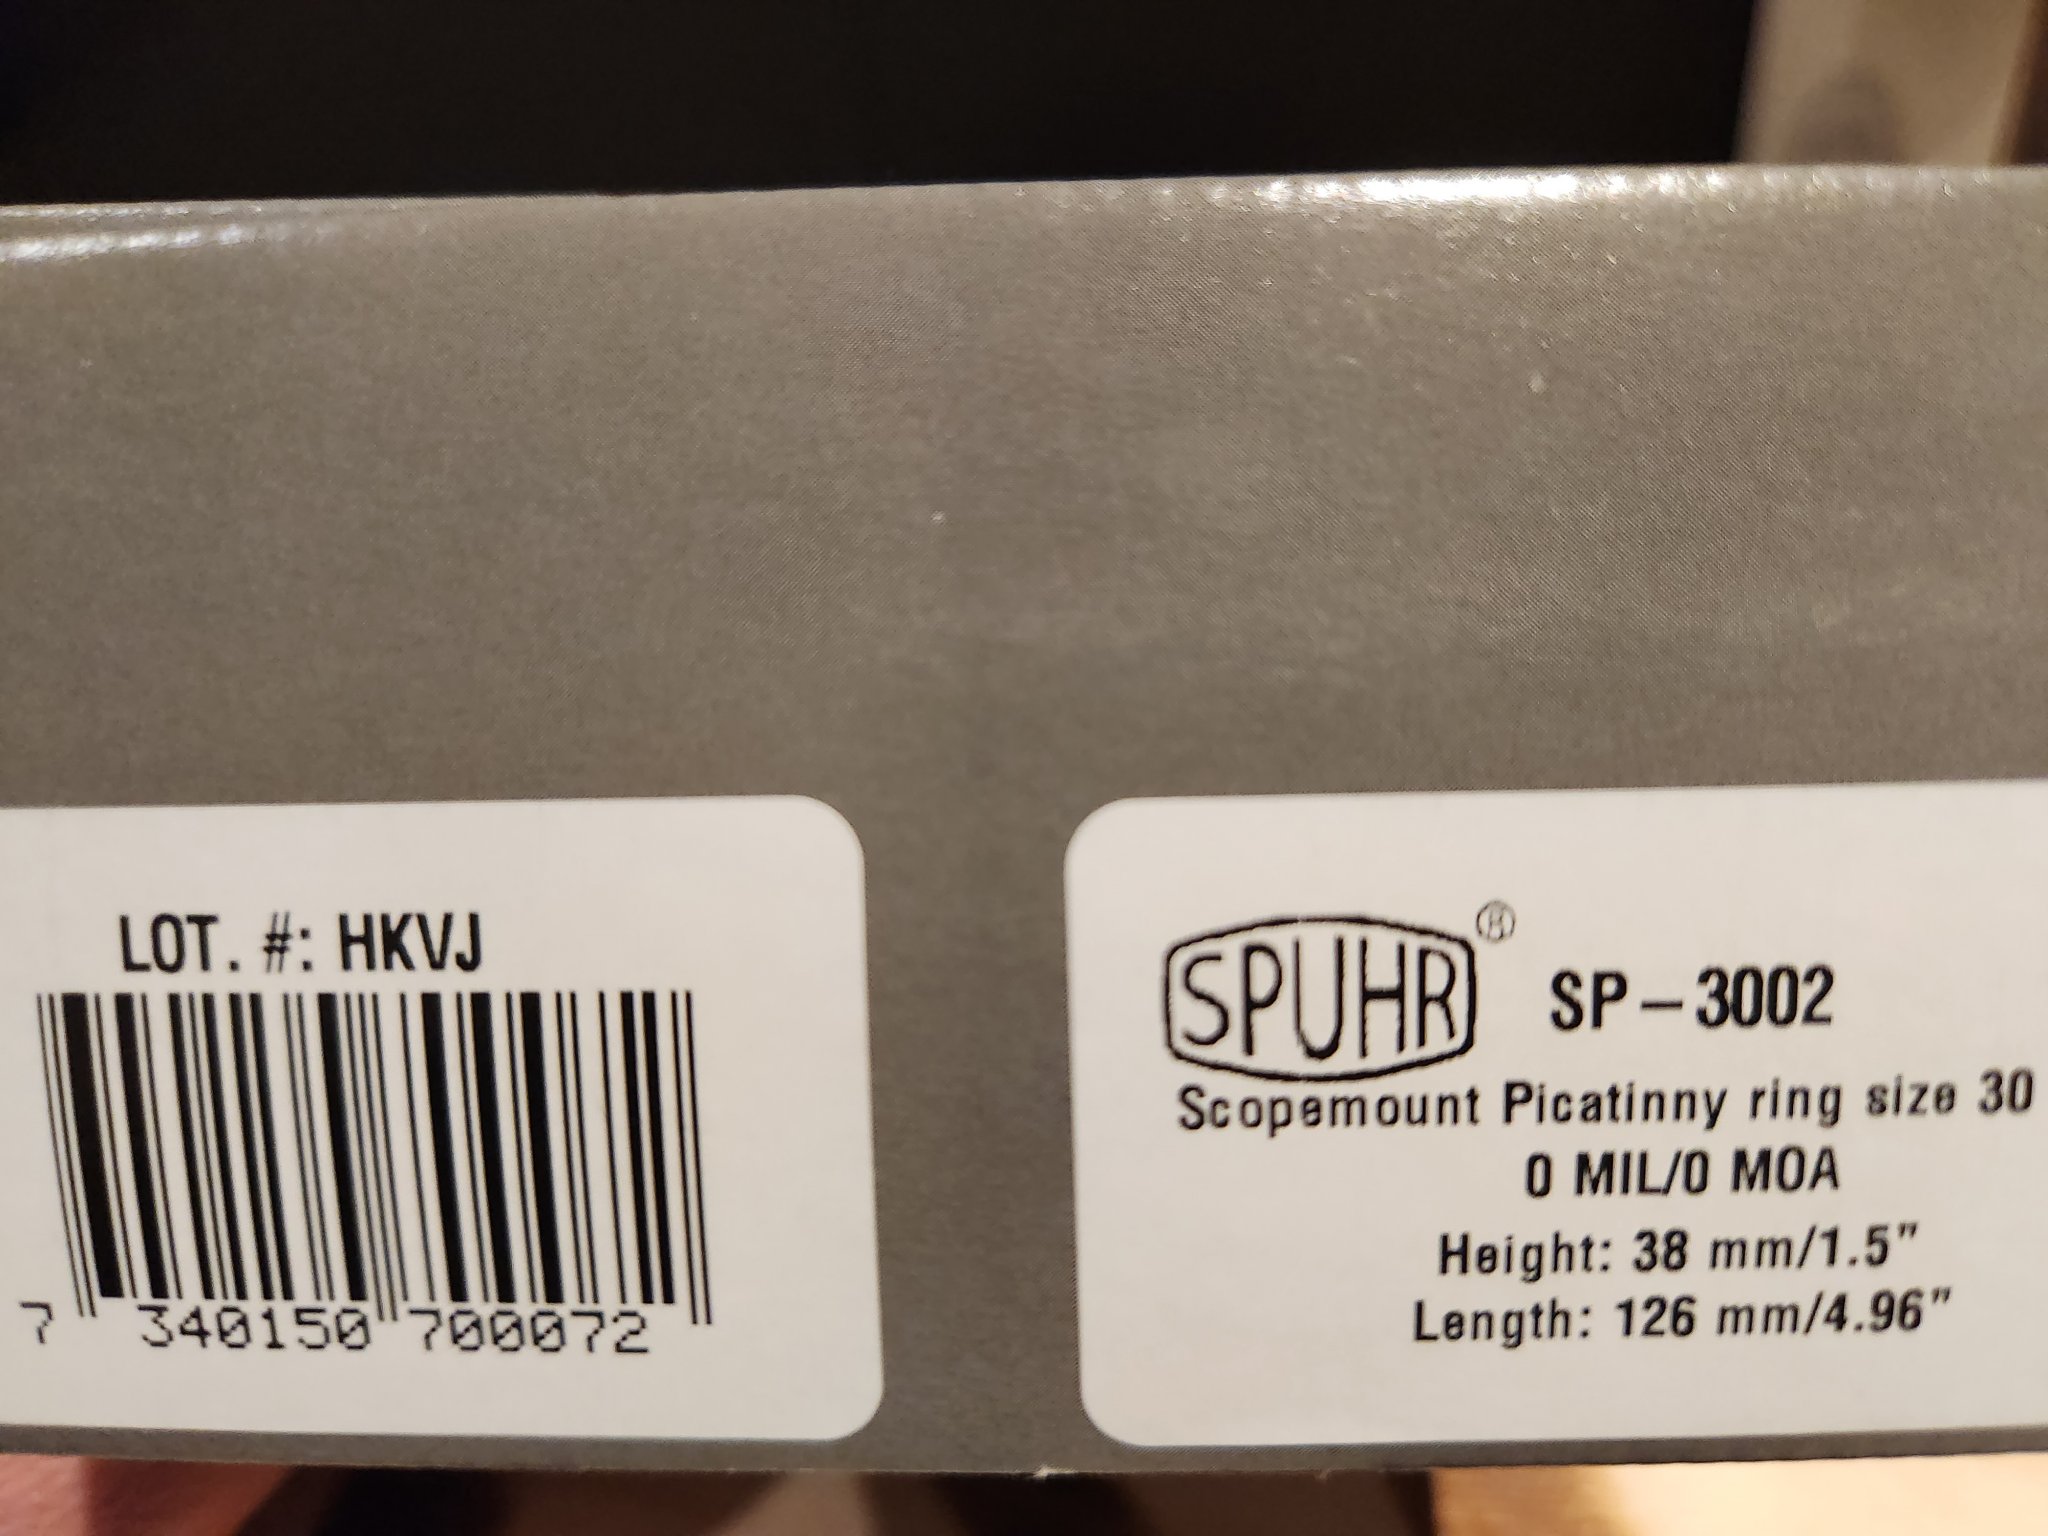 LOT. #: HKVJ
7 340150 700072
SPUHR® SP-3002
Scopemount Picatinny ring size 30
0 MIL/0 MOA
Height: 38 mm/1.5"
Length: 126 mm/4.96"